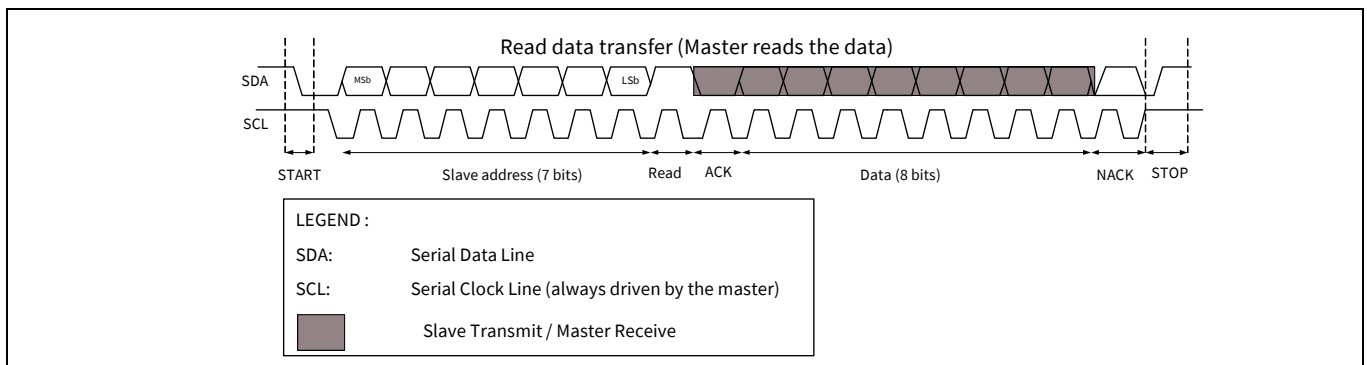 Read data transfer (Master reads the data)
SDA
MSb
LSb
SCL
START
Slave address (7 bits)
Read
ACK
Data (8 bits)
NACK
STOP
LEGEND :
SDA: Serial Data Line
SCL: Serial Clock Line (always driven by the master)
Slave Transmit / Master Receive